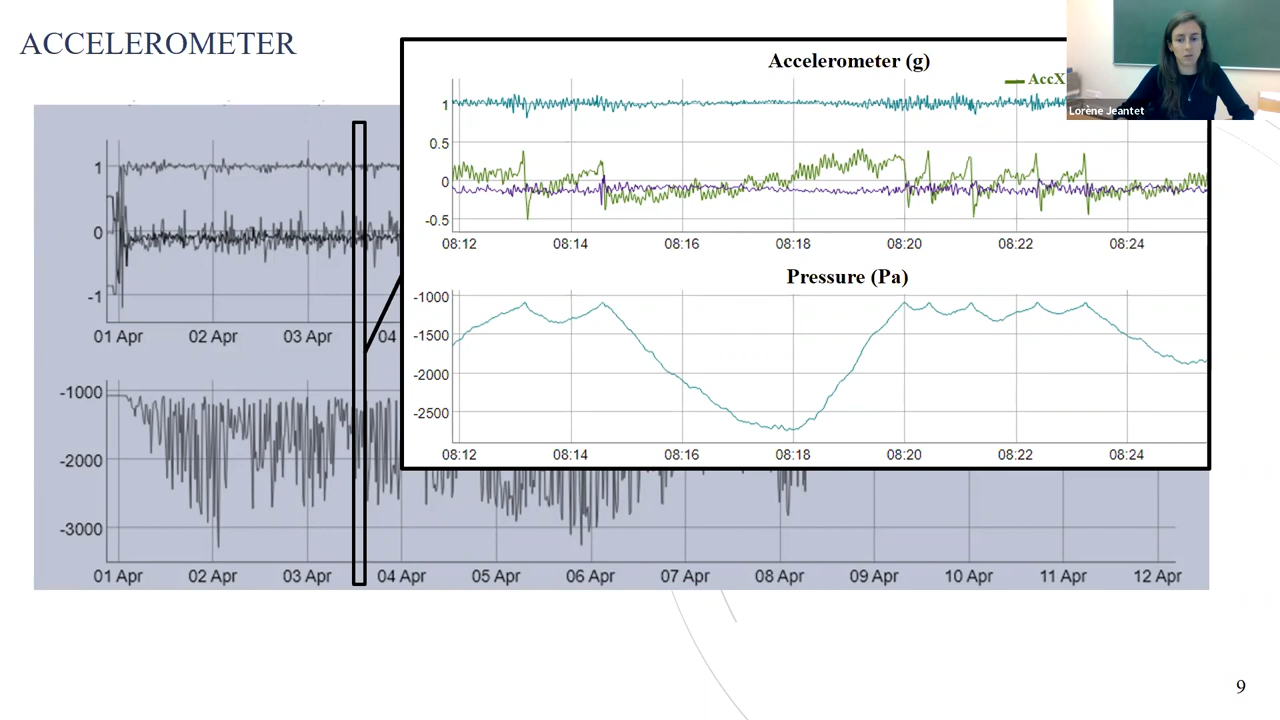 ACCELEROMETER
Accelerometer (g)
AccX
Lorène Jeantet
1
0.5
0
-0.5
08:12 08:14 08:16 08:18 08:20 08:22 08:24
Pressure (Pa)
-1000
-1500
-2000
-2500
08:12 08:14 08:16 08:18 08:20 08:22 08:24
1
0
-1
01 Apr 02 Apr 03 Apr 04
-1000
-2000
-3000
01 Apr 02 Apr 03 Apr 04 Apr 05 Apr 06 Apr 07 Apr 08 Apr 09 Apr 10 Apr 11 Apr 12 Apr
9